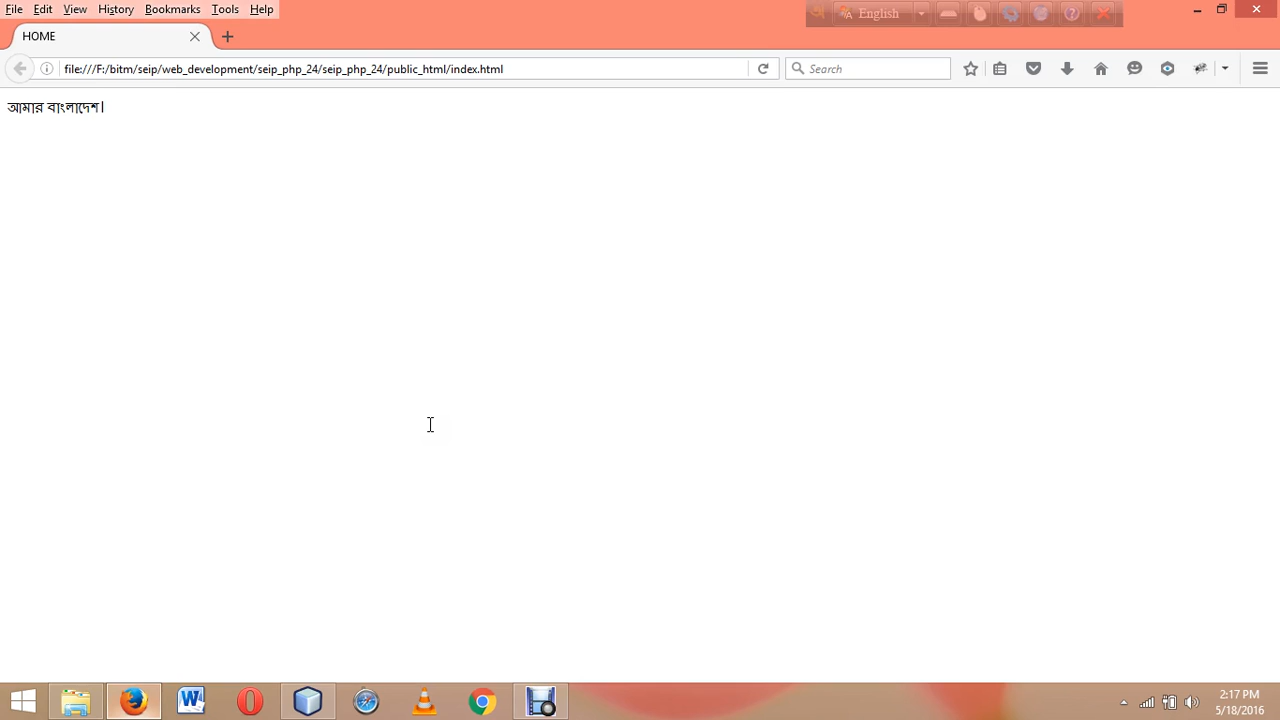 File Edit View History Bookmarks Tools Help
English
HOME
file:///F:/bitm/seip/web_development/seip_php_24/seip_php_24/public_html/index.html
Search
আমার বাংলাদেশ।
2:17 PM
5/18/2016